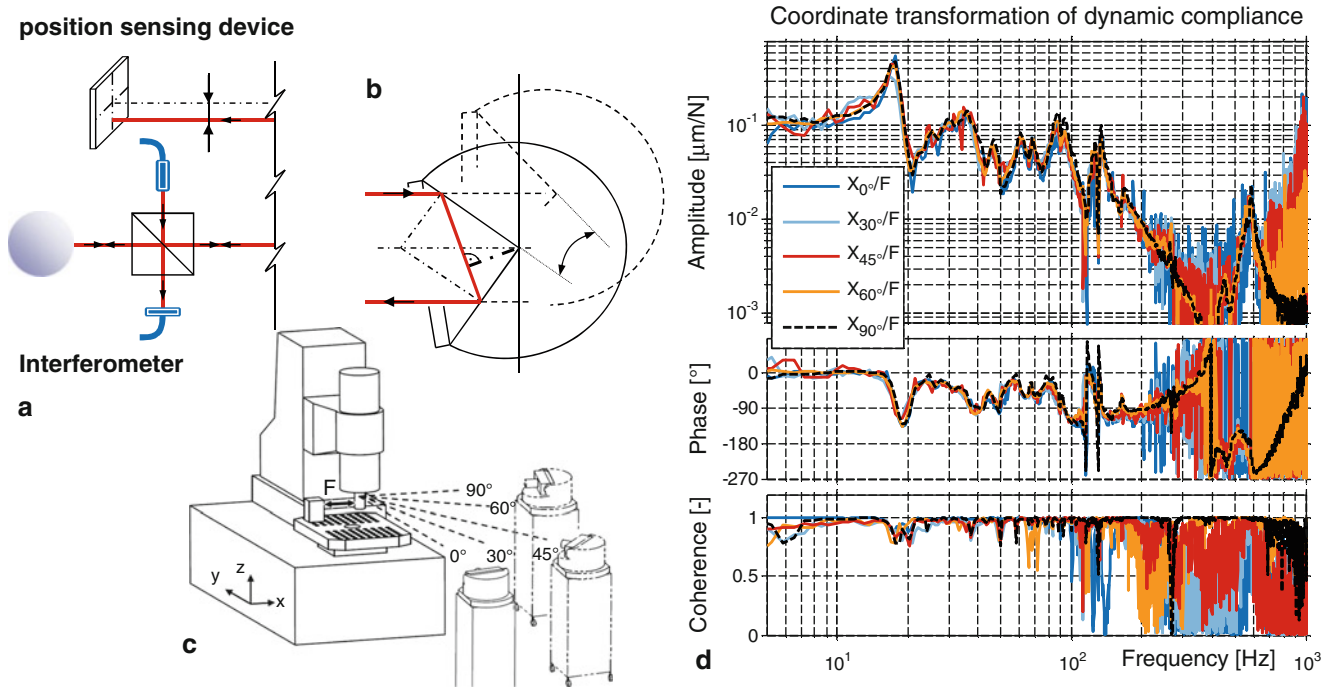 position sensing device
Interferometer
a
b
c
F
90°
60°
45°
30°
0°
z
y
x
d
Coordinate transformation of dynamic compliance
Amplitude [µm/N]
10⁻¹
10⁻²
10⁻³
X0°/F
X30°/F
X45°/F
X60°/F
X90°/F
Phase [°]
0
-90
-180
-270
Coherence [-]
1
0.5
0
10¹
10²
Frequency [Hz]
10³